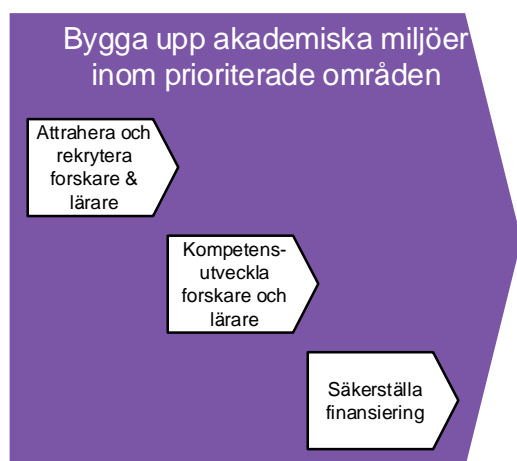 Bygga upp akademiska miljöer
inom prioriterade områden
Attrahera och
rekrytera
forskare &
lärare
Kompetens-
utveckla
forskare och
lärare
Säkerställa
finansiering